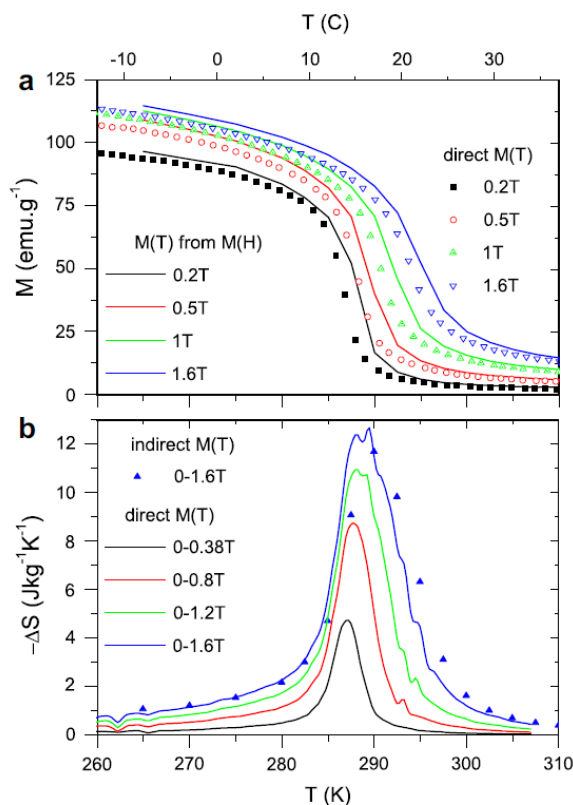 T (C)
-10 0 10 20 30
a
125
100
75
50
25
0
M (emu.g⁻¹)
direct M(T)
0.2T
0.5T
1T
1.6T
M(T) from M(H)
0.2T
0.5T
1T
1.6T
b
12
10
8
6
4
2
0
−ΔS (Jkg⁻¹K⁻¹)
indirect M(T)
0-1.6T
direct M(T)
0-0.38T
0-0.8T
0-1.2T
0-1.6T
260 270 280 290 300 310
T (K)